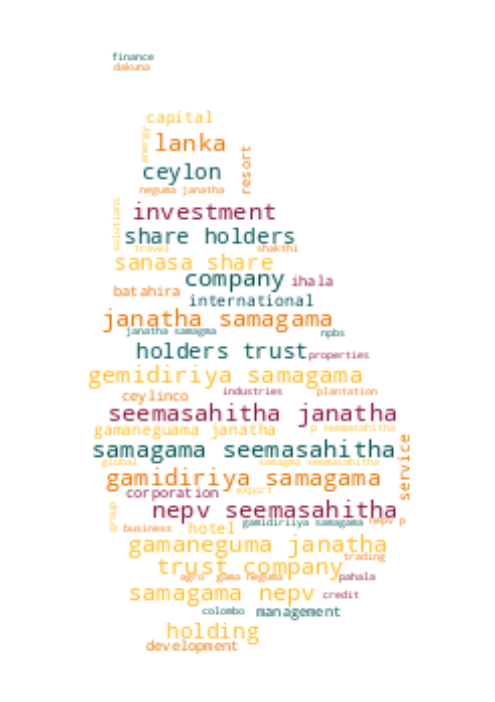 finance
dakuna
capital
energy
lanka
resort
ceylon
neguma janatha
solutions
investment
share holders
travel
shakthi
sanasa share
company
ihala
batahira
international
janatha samagama
janatha samagma
npbs
holders trust
properties
gemidiriya samagama
industries
plantation
ceylinco
seemasahitha janatha
gamaneguama janatha
p seemasahitha
samagama seemasahitha
service
global
samagma seemasahitha
gamidiriya samagama
corporation
export
nepv seemasahitha
group
business
hotel
gamidiriiya samagama
nepv p
gamaneguma janatha
trading
trust company
agro
gama neguma
pahala
samagama nepv
credit
colombo
management
holding
development